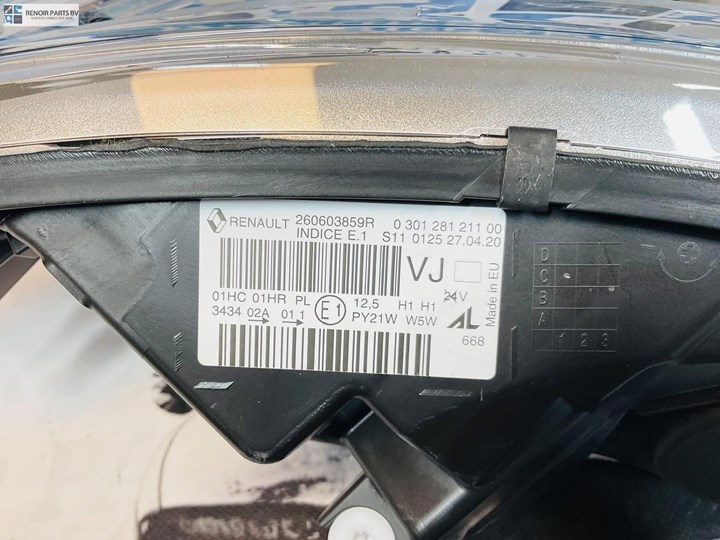 RENOIR PARTS BV
RENAULT 260603859R 0 301 281 211 00
INDICE E.1 S11 0125 27.04.20
VJ
Made in EU
01HC 01HR PL E1 12,5 H1 H1 24V
3434 02A 01,1 PY21W W5W AL
668
D
C
B
A
1 2 3